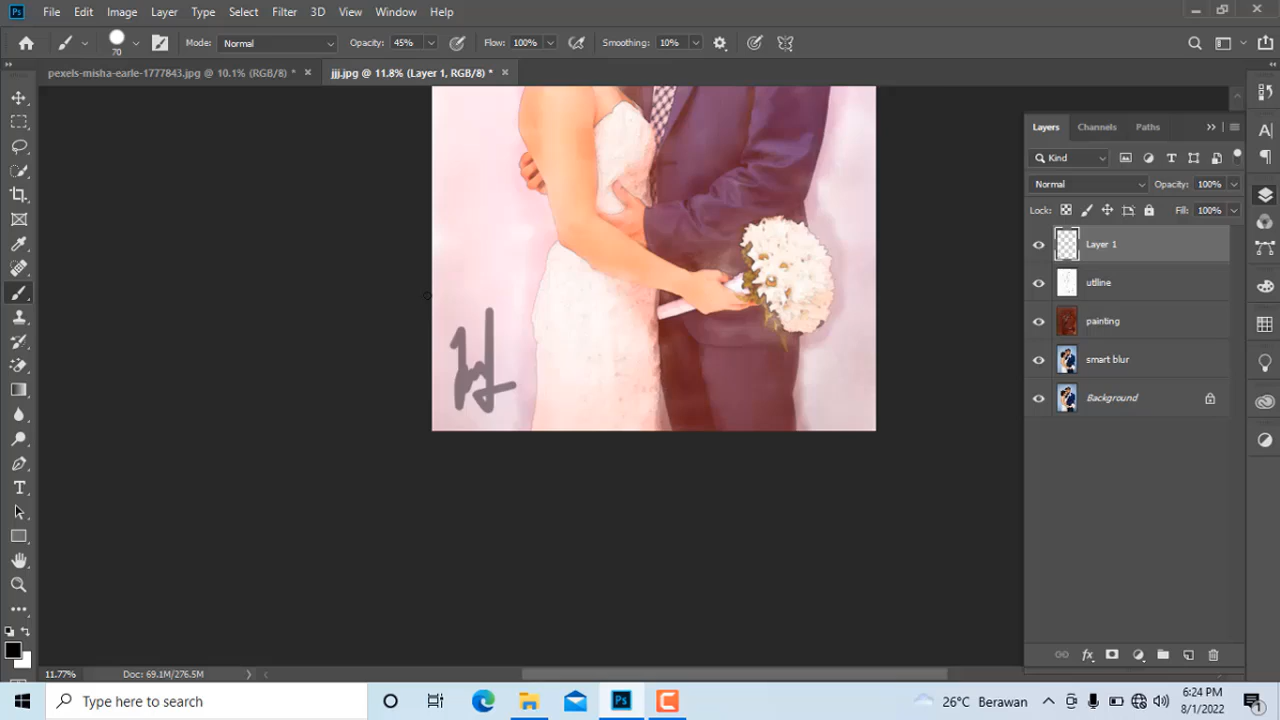 File Edit Image Layer Type Select Filter 3D View Window Help
70 Mode: Normal Opacity: 45% Flow: 100% Smoothing: 10%
pexels-misha-earle-1777843.jpg @ 10.1% (RGB/8) * ×
jjj.jpg @ 11.8% (Layer 1, RGB/8) * ×
Layers Channels Paths
Kind
Normal Opacity: 100%
Lock: Fill: 100%
Layer 1
utline
painting
smart blur
Background
11.77% Doc: 69.1M/276.5M
Type here to search
26°C Berawan
6:24 PM
8/1/2022
1